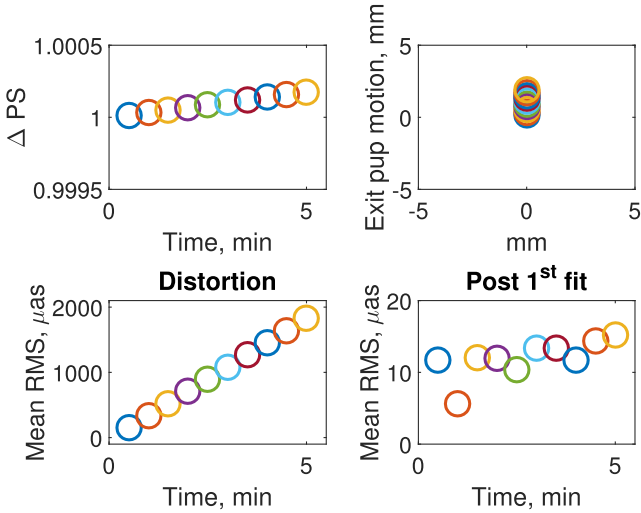 1.0005
1
0.9995
Δ PS
0
5
Time, min
5
0
-5
Exit pup motion, mm
-5
0
5
mm
Distortion
2000
1000
0
Mean RMS, μas
0
5
Time, min
Post 1st fit
20
10
0
Mean RMS, μas
0
5
Time, min